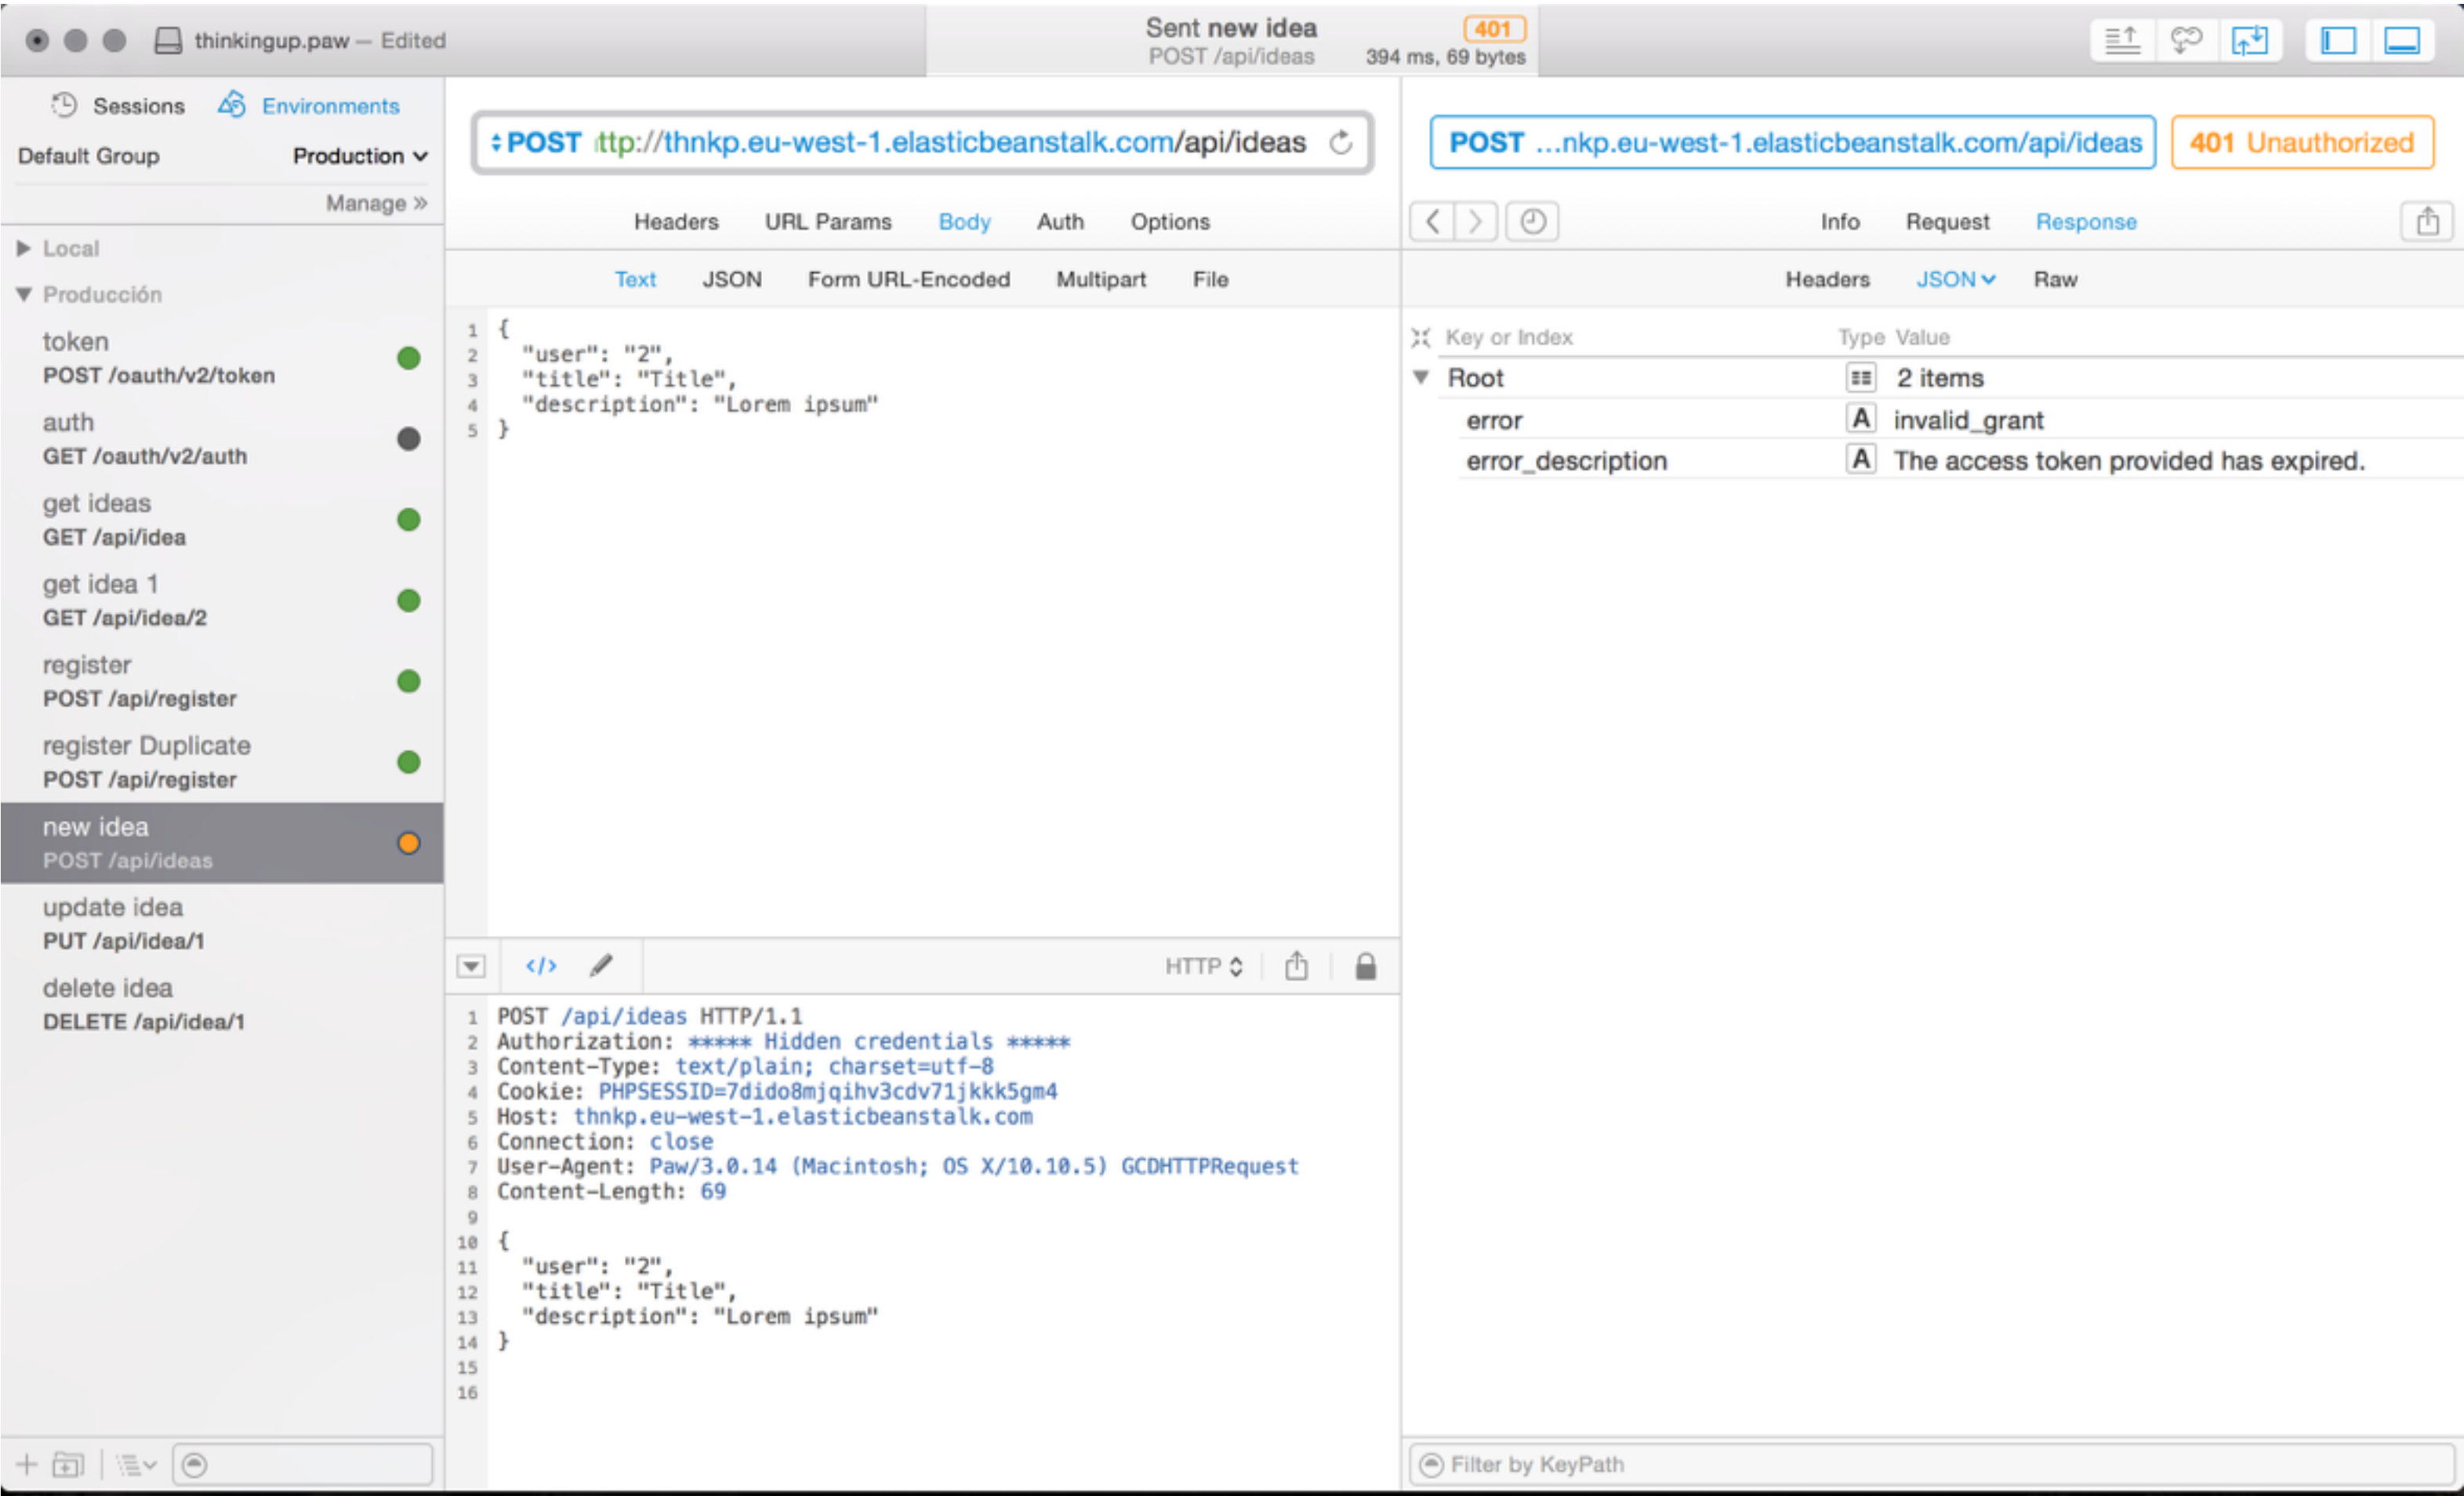 thinkingup.paw — Edited
Sent new idea
401
POST /api/ideas
394 ms, 69 bytes
Sessions
Environments
Default Group
Production
Manage »
Local
Producción
token
POST /oauth/v2/token
auth
GET /oauth/v2/auth
get ideas
GET /api/idea
get idea 1
GET /api/idea/2
register
POST /api/register
register Duplicate
POST /api/register
new idea
POST /api/ideas
update idea
PUT /api/idea/1
delete idea
DELETE /api/idea/1
POST ttp://thnkp.eu-west-1.elasticbeanstalk.com/api/ideas
Headers URL Params Body Auth Options
Text JSON Form URL-Encoded Multipart File
1 {
2 "user": "2",
3 "title": "Title",
4 "description": "Lorem ipsum"
5 }
</> HTTP
1 POST /api/ideas HTTP/1.1
2 Authorization: ***** Hidden credentials *****
3 Content-Type: text/plain; charset=utf-8
4 Cookie: PHPSESSID=7dido8mjqihv3cdv71jkkk5gm4
5 Host: thnkp.eu-west-1.elasticbeanstalk.com
6 Connection: close
7 User-Agent: Paw/3.0.14 (Macintosh; OS X/10.10.5) GCDHTTPRequest
8 Content-Length: 69
9
10 {
11 "user": "2",
12 "title": "Title",
13 "description": "Lorem ipsum"
14 }
15
16
POST ...nkp.eu-west-1.elasticbeanstalk.com/api/ideas
401 Unauthorized
Info Request Response
Headers JSON Raw
Key or Index Type Value
Root 2 items
error A invalid_grant
error_description A The access token provided has expired.
Filter by KeyPath